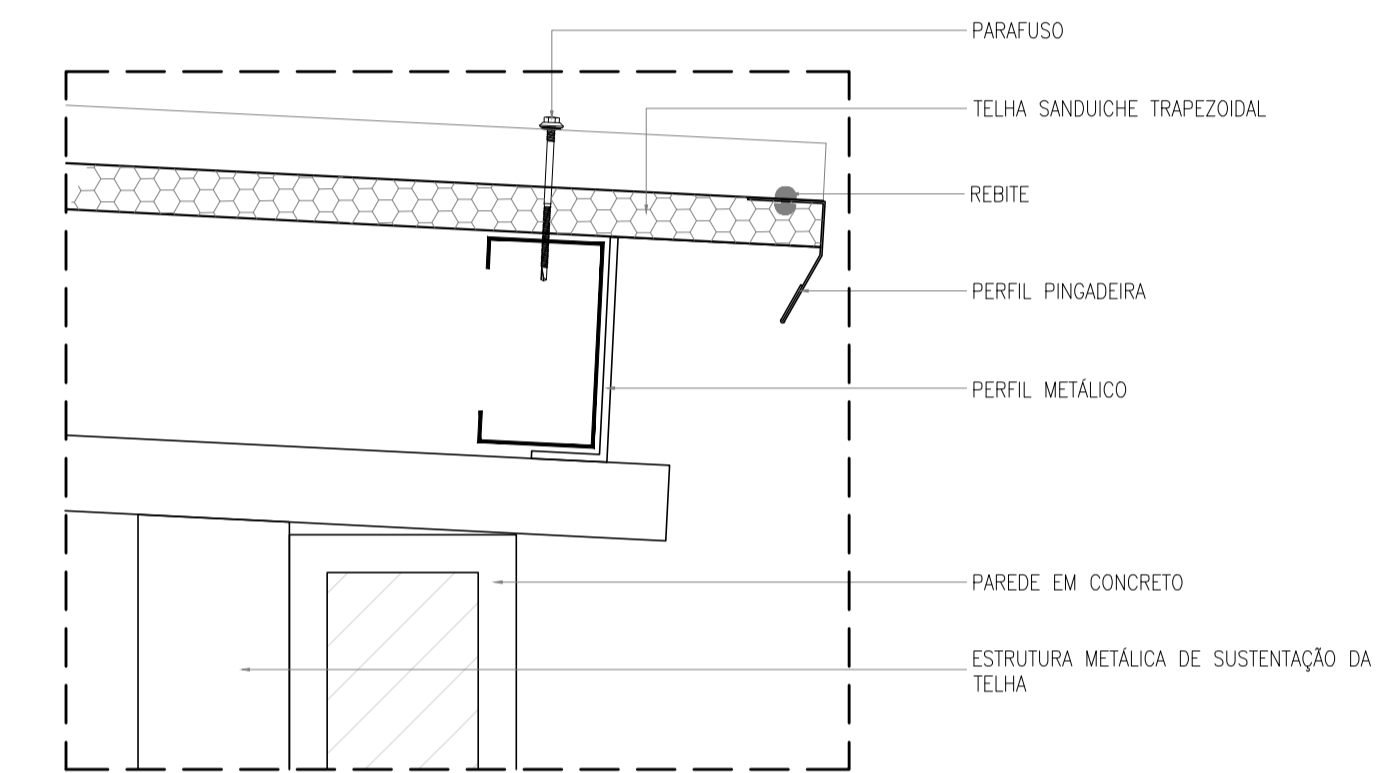 PARAFUSO
TELHA SANDUICHE TRAPEZOIDAL
REBITE
PERFIL PINGADEIRA
PERFIL METÁLICO
PAREDE EM CONCRETO
ESTRUTURA METÁLICA DE SUSTENTAÇÃO DA
TELHA